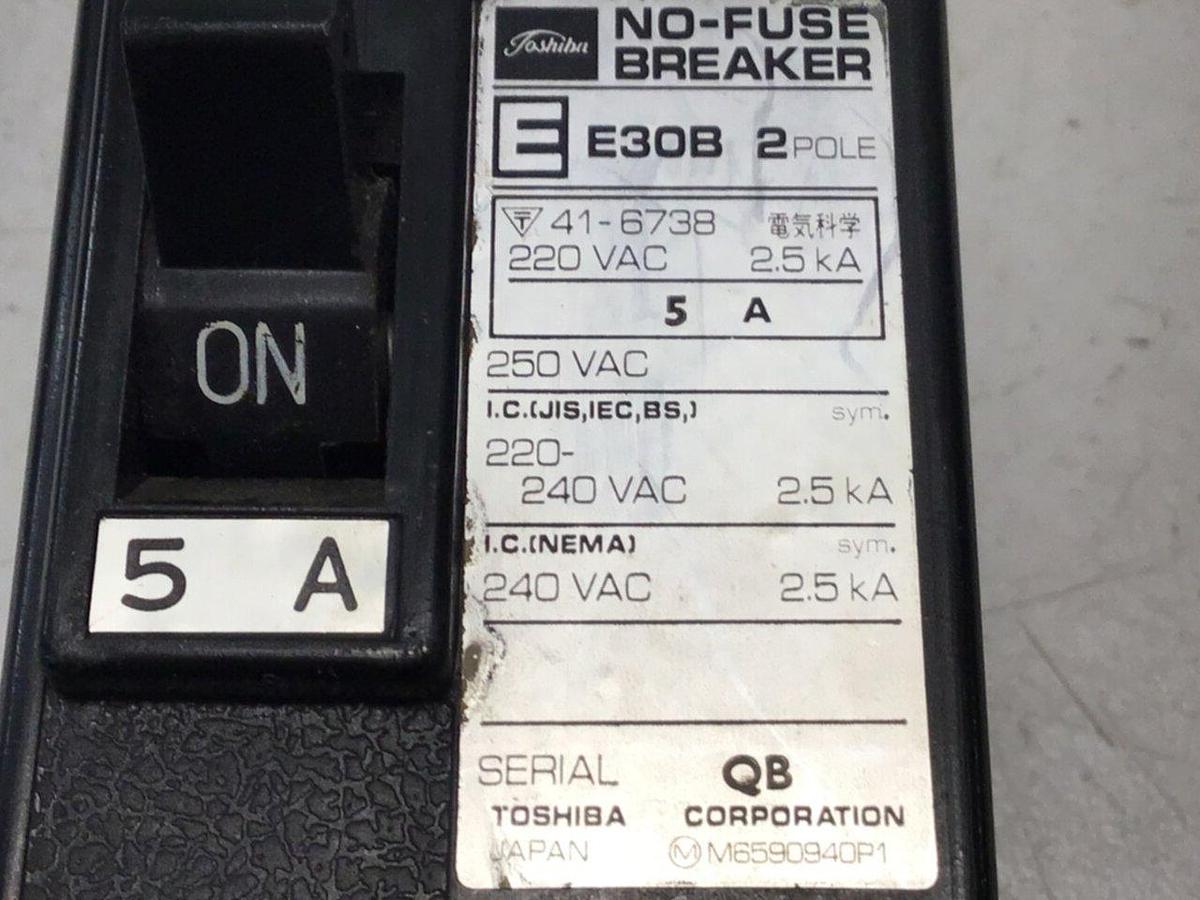 Toshiba
NO-FUSE
BREAKER
E E30B 2 POLE
〒 41-6738 電気科学
220 VAC 2.5 kA
5 A
250 VAC
I.C.(JIS,IEC,BS,) sym.
220-
240 VAC 2.5 kA
I.C.(NEMA) sym.
240 VAC 2.5 kA
SERIAL QB
TOSHIBA CORPORATION
JAPAN Ⓜ M6590940P1
ON
5 A